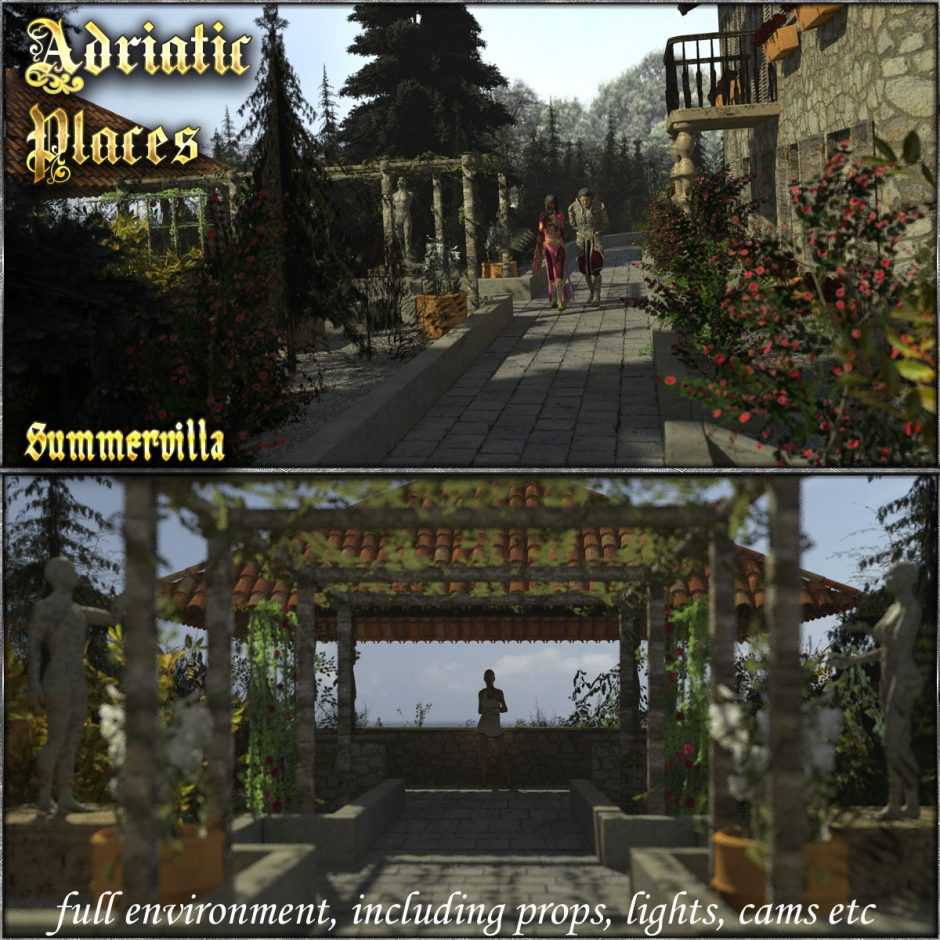 Adriatic
Places
Summervilla
full environment, including props, lights, cams etc